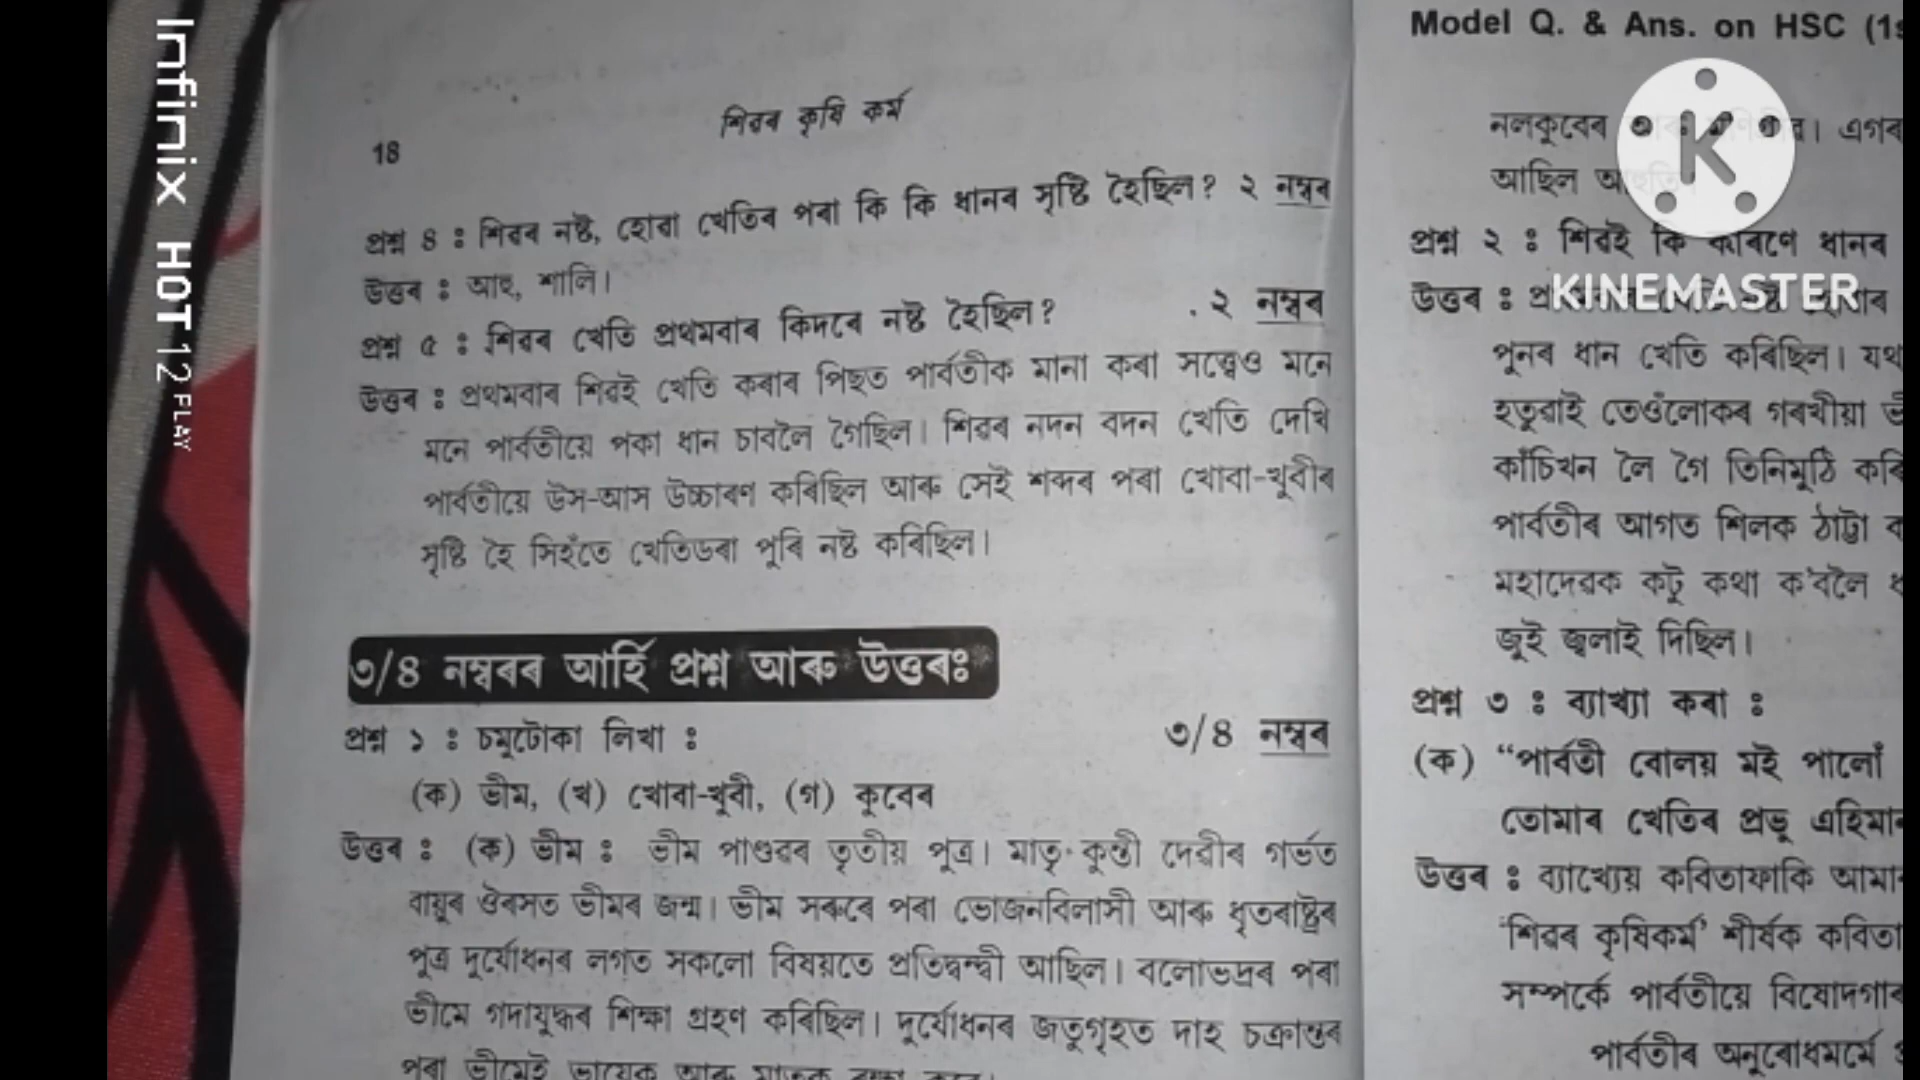 Infinix HOT 12 PLAY
18
শিৱৰ কৃষি কৰ্ম
প্ৰশ্ন ৪ : শিৱৰ নষ্ট, হোৱা খেতিৰ পৰা কি কি ধানৰ সৃষ্টি হৈছিল? ২ নম্বৰ
উত্তৰ : আহু, শালি।
প্ৰশ্ন ৫ : শিৱৰ খেতি প্ৰথমবাৰ কিদৰে নষ্ট হৈছিল? ২ নম্বৰ
উত্তৰ : প্ৰথমবাৰ শিৱই খেতি কৰাৰ পিছত পাৰ্বতীক মানা কৰা সত্ত্বেও মনে
মনে পাৰ্বতীয়ে পকা ধান চাবলৈ গৈছিল। শিৱৰ নদন বদন খেতি দেখি
পাৰ্বতীয়ে উস-আস উচ্চাৰণ কৰিছিল আৰু সেই শব্দৰ পৰা খোৰা-খুবীৰ
সৃষ্টি হৈ সিহঁতে খেতিডৰা পুৰি নষ্ট কৰিছিল।
৩/৪ নম্বৰৰ আৰ্হি প্ৰশ্ন আৰু উত্তৰঃ
প্ৰশ্ন ১ : চমুটোকা লিখা : ৩/৪ নম্বৰ
(ক) ভীম, (খ) খোৰা-খুবী, (গ) কুবেৰ
উত্তৰ : (ক) ভীম : ভীম পাণ্ডৱৰ তৃতীয় পুত্ৰ। মাতৃ কুন্তী দেৱীৰ গৰ্ভত
বায়ুৰ ঔৰসত ভীমৰ জন্ম। ভীম সৰুৰে পৰা ভোজনবিলাসী আৰু ধৃতৰাষ্ট্ৰৰ
পুত্ৰ দুৰ্যোধনৰ লগত সকলো বিষয়তে প্ৰতিদ্বন্দ্বী আছিল। বলোভদ্ৰৰ পৰা
ভীমে গদাযুদ্ধৰ শিক্ষা গ্ৰহণ কৰিছিল। দুৰ্যোধনৰ জতুগৃহত দাহ চক্ৰান্তৰ
পৰা ভীমেই ভায়েক আৰু মাতৃক ৰক্ষা কৰে।
Model Q. & Ans. on HSC (1s
নলকুবেৰ
আছিল
প্ৰশ্ন ২ : শিৱই কি কাৰণে ধানৰ
উত্তৰ :
পুনৰ ধান খেতি কৰিছিল। যথ
হতুৱাই তেওঁলোকৰ গৰখীয়া ভী
কাঁচিখন লৈ গৈ তিনিমুঠি কৰি
পাৰ্বতীৰ আগত শিলক ঠাট্টা ক
মহাদেৱক কটু কথা ক'বলৈ ধ
জুই জ্বলাই দিছিল।
প্ৰশ্ন ৩ : ব্যাখ্যা কৰা :
(ক) “পাৰ্বতী বোলয় মই পালোঁ
তোমাৰ খেতিৰ প্ৰভু এহিমান
উত্তৰ : ব্যাখ্যেয় কবিতাফাকি আমাৰ
‘শিৱৰ কৃষিকৰ্ম’ শীৰ্ষক কবিতা
সম্পৰ্কে পাৰ্বতীয়ে বিষোদগাৰ
পাৰ্বতীৰ অনুৰোধমৰ্মে
K
KINEMASTER